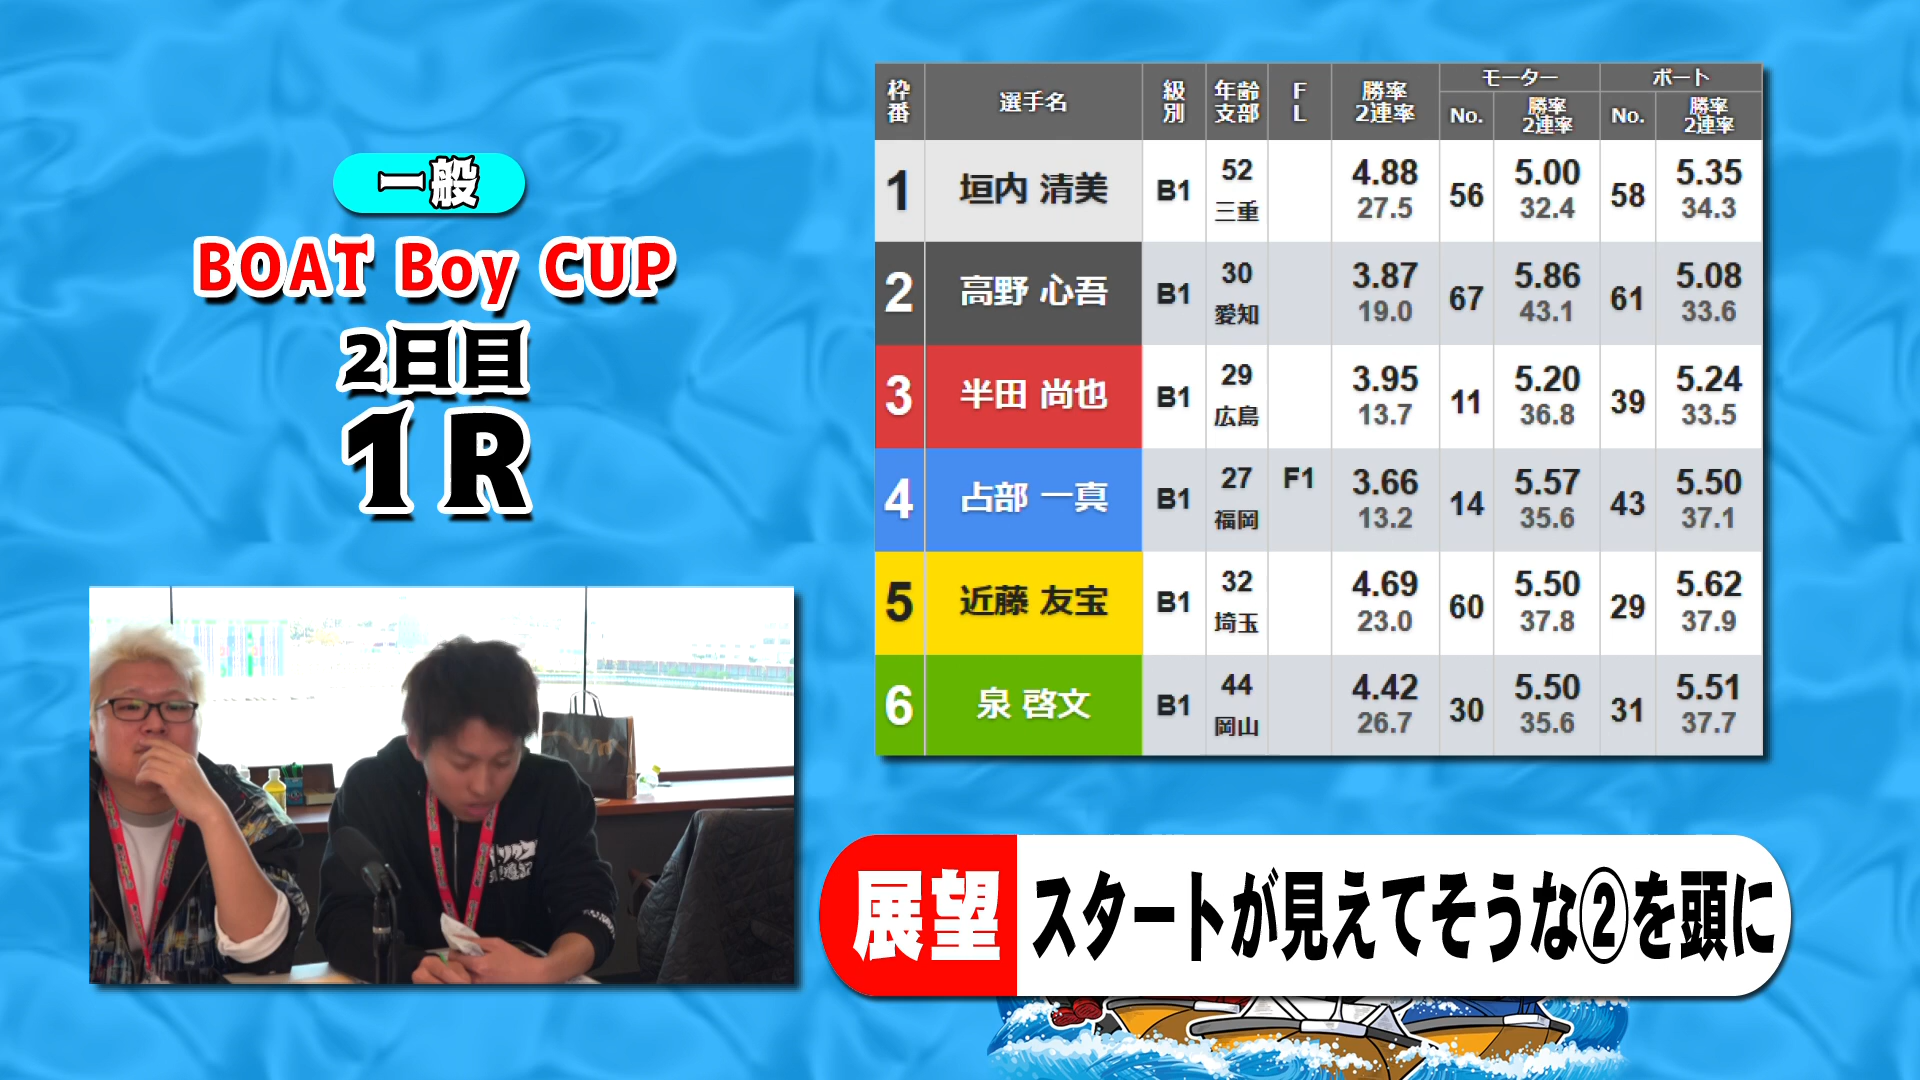 一般
BOAT Boy CUP
2日目
1R
枠番 選手名 級別 年齢支部 F L 勝率2連率 モーター ボート
No. 勝率2連率 No. 勝率2連率
1 垣内 清美 B1 52 三重 4.88 27.5 56 5.00 32.4 58 5.35 34.3
2 高野 心吾 B1 30 愛知 3.87 19.0 67 5.86 43.1 61 5.08 33.6
3 半田 尚也 B1 29 広島 3.95 13.7 11 5.20 36.8 39 5.24 33.5
4 占部 一真 B1 27 福岡 F1 3.66 13.2 14 5.57 35.6 43 5.50 37.1
5 近藤 友宝 B1 32 埼玉 4.69 23.0 60 5.50 37.8 29 5.62 37.9
6 泉 啓文 B1 44 岡山 4.42 26.7 30 5.50 35.6 31 5.51 37.7
展望 スタートが見えてそうな②を頭に